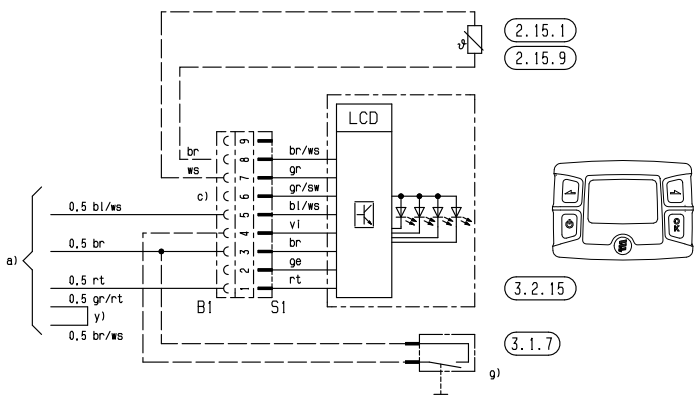 2.15.1
2.15.9
LCD
br
ws
c)
9
8
7
6
5
4
3
2
1
br/ws
gr
gr/sw
bl/ws
vi
br
ge
rt
a)
0.5 bl/ws
0.5 br
0.5 rt
0.5 gr/rt
y)
0.5 br/ws
B1
S1
3.2.15
3.1.7
g)
OK